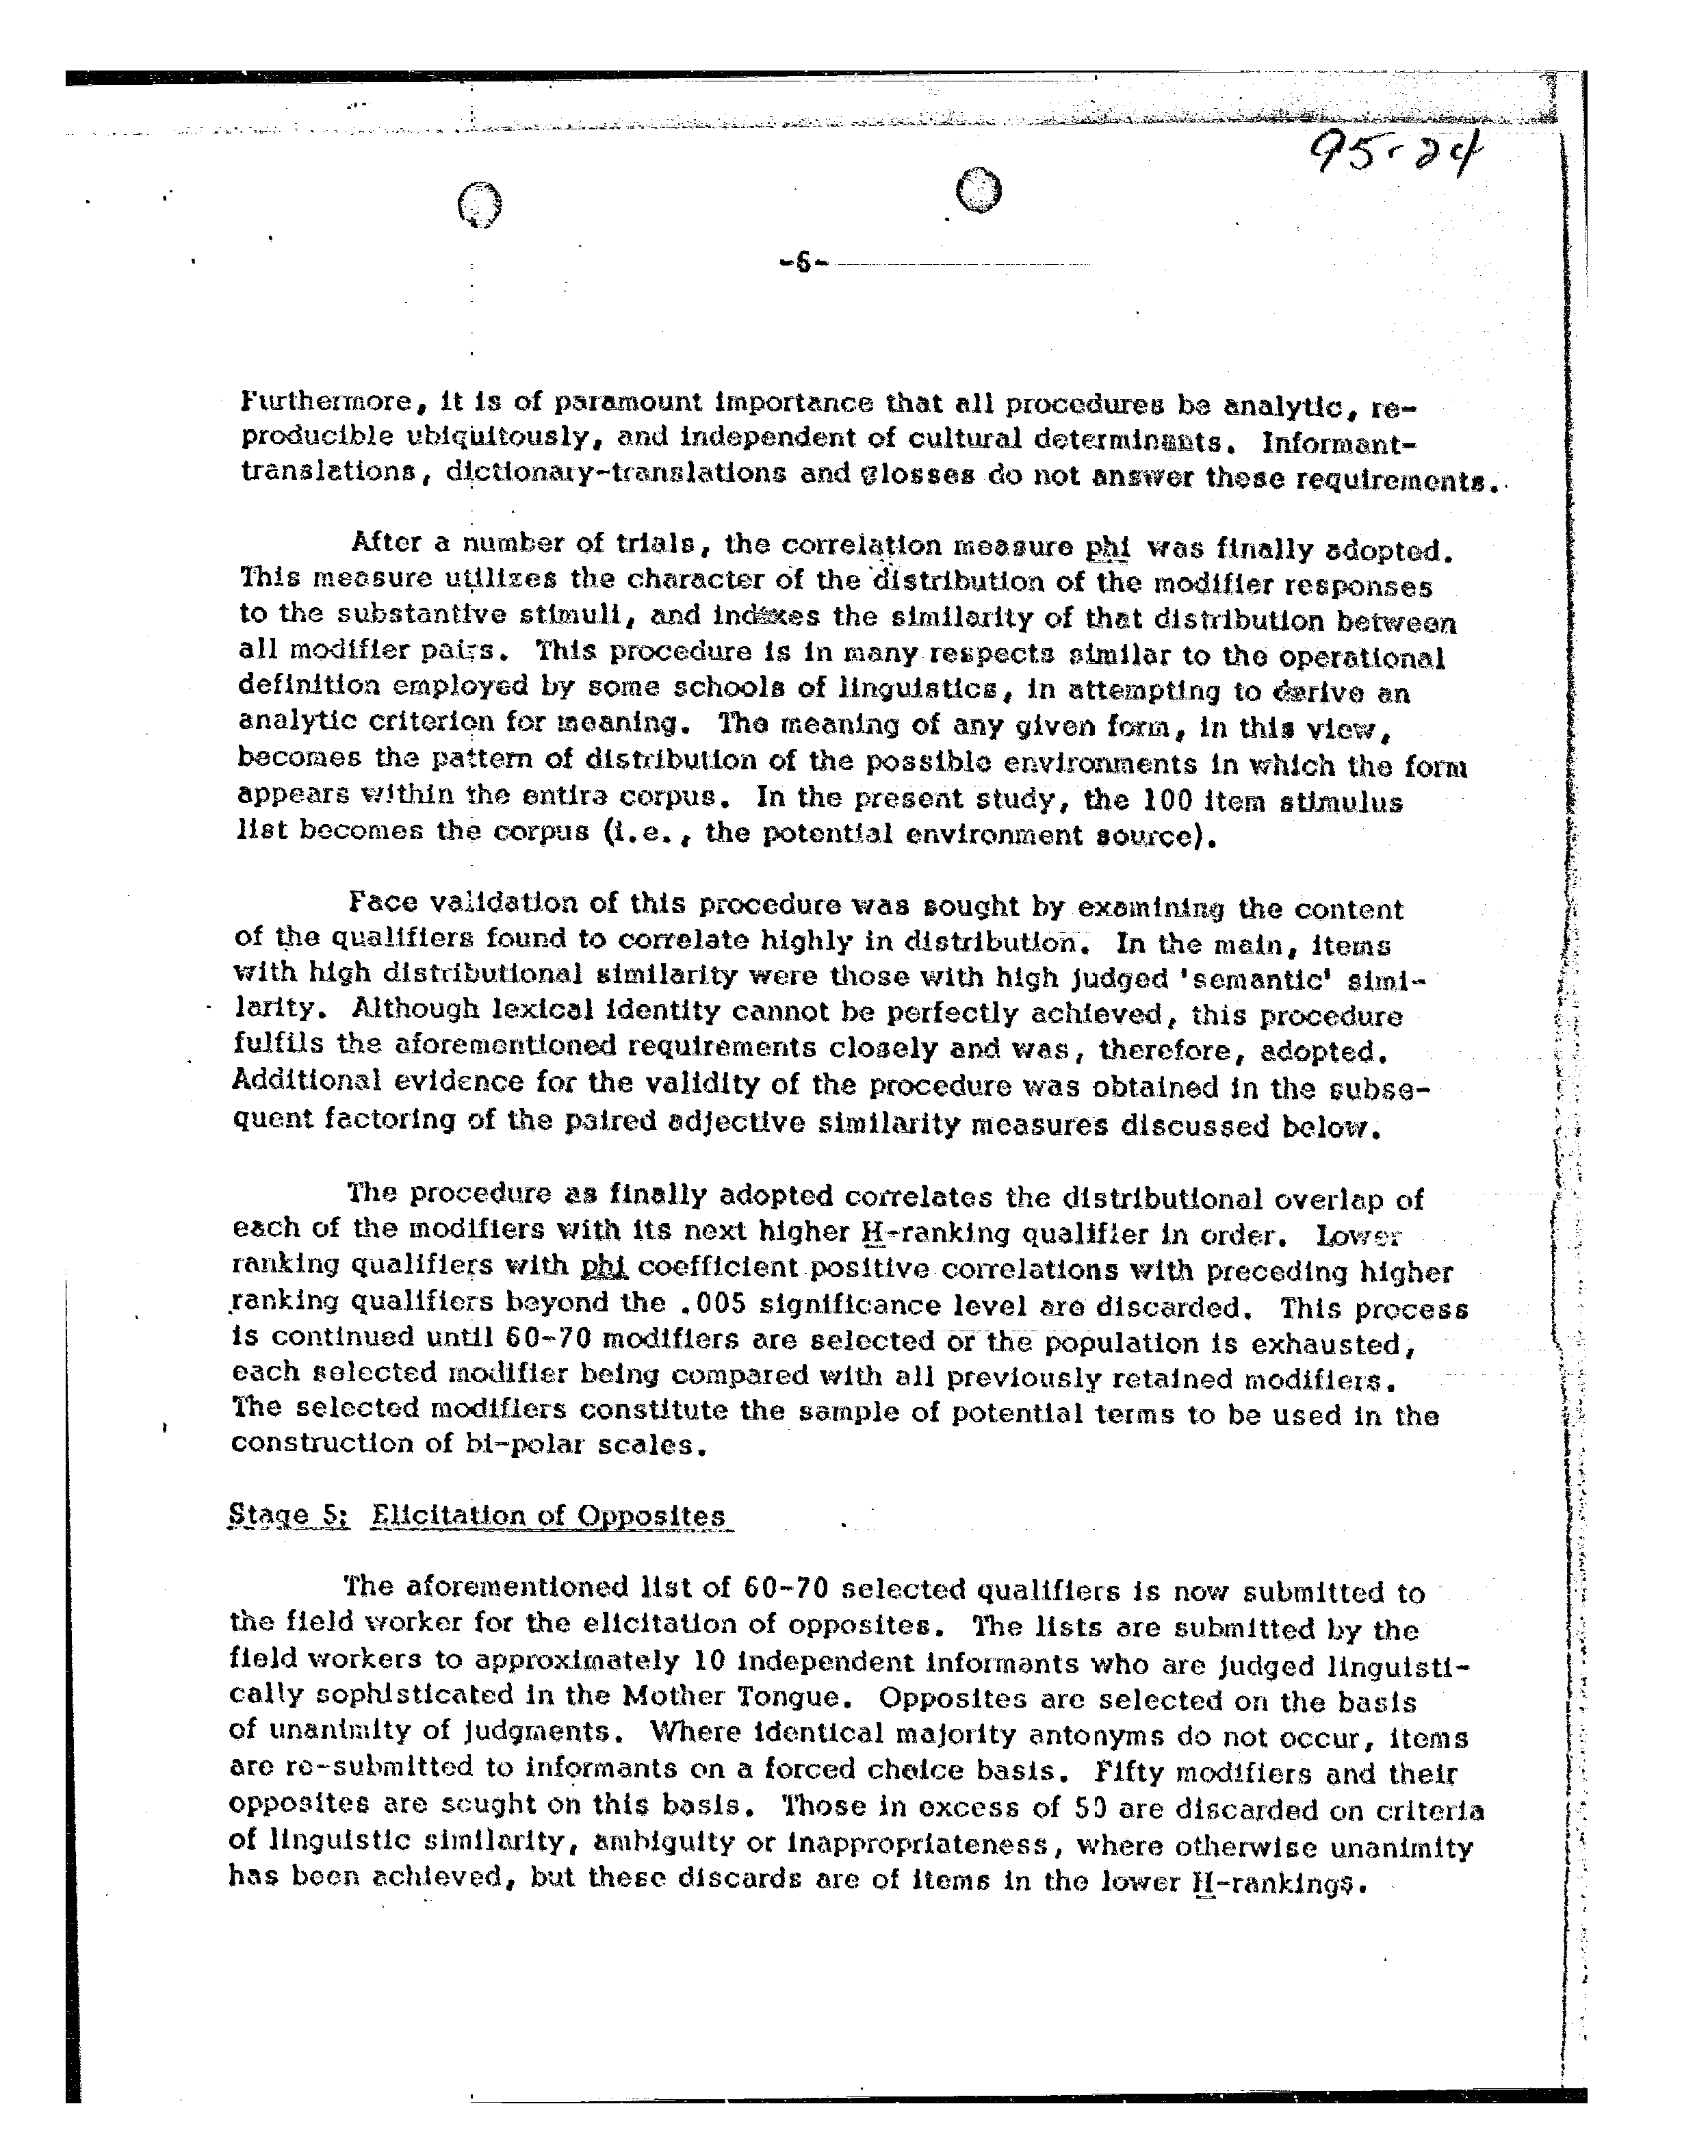 95-24
-6-
Furthermore, it is of paramount importance that all procedures be analytic, re-
producible ubiquitously, and independent of cultural determinants. Informant-
translations, dictionary-translations and glosses do not answer these requirements.
After a number of trials, the correlation measure phi was finally adopted.
This measure utilizes the character of the distribution of the modifier responses
to the substantive stimuli, and indexes the similarity of that distribution between
all modifier pairs. This procedure is in many respects similar to the operational
definition employed by some schools of linguistics, in attempting to derive an
analytic criterion for meaning. The meaning of any given form, in this view,
becomes the pattern of distribution of the possible environments in which the form
appears within the entire corpus. In the present study, the 100 item stimulus
list becomes the corpus (i.e., the potential environment source).
Face validation of this procedure was sought by examining the content
of the qualifiers found to correlate highly in distribution. In the main, items
with high distributional similarity were those with high judged 'semantic' simi-
larity. Although lexical identity cannot be perfectly achieved, this procedure
fulfils the aforementioned requirements closely and was, therefore, adopted.
Additional evidence for the validity of the procedure was obtained in the subse-
quent factoring of the paired adjective similarity measures discussed below.
The procedure as finally adopted correlates the distributional overlap of
each of the modifiers with its next higher H-ranking qualifier in order. Lower
ranking qualifiers with phi coefficient positive correlations with preceding higher
ranking qualifiers beyond the .005 significance level are discarded. This process
is continued until 60-70 modifiers are selected or the population is exhausted,
each selected modifier being compared with all previously retained modifiers.
The selected modifiers constitute the sample of potential terms to be used in the
construction of bi-polar scales.
Stage 5: Elicitation of Opposites
The aforementioned list of 60-70 selected qualifiers is now submitted to
the field worker for the elicitation of opposites. The lists are submitted by the
field workers to approximately 10 independent informants who are judged linguisti-
cally sophisticated in the Mother Tongue. Opposites are selected on the basis
of unanimity of judgments. Where identical majority antonyms do not occur, items
are re-submitted to informants on a forced choice basis. Fifty modifiers and their
opposites are sought on this basis. Those in excess of 50 are discarded on criteria
of linguistic similarity, ambiguity or inappropriateness, where otherwise unanimity
has been achieved, but these discards are of items in the lower H-rankings.